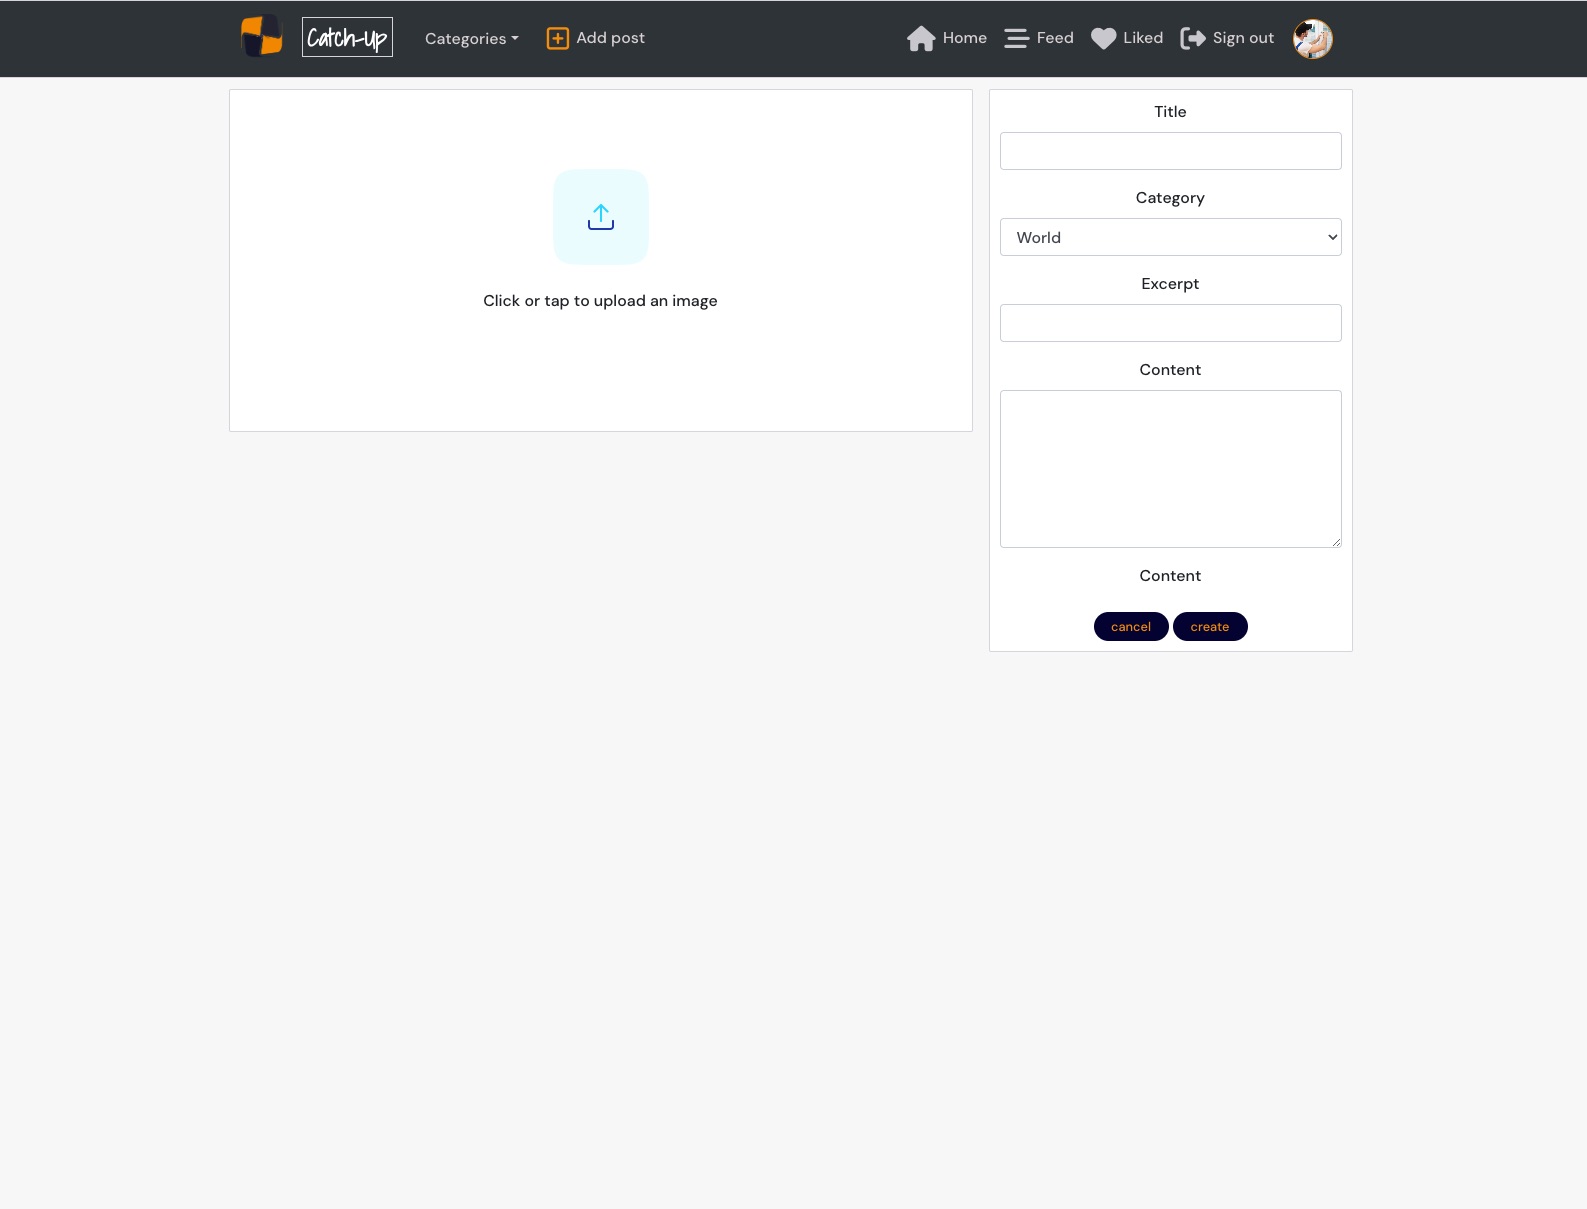 Catch-Up
Categories
Add post
Home
Feed
Liked
Sign out
Click or tap to upload an image
Title
Category
World
Excerpt
Content
Content
cancel
create